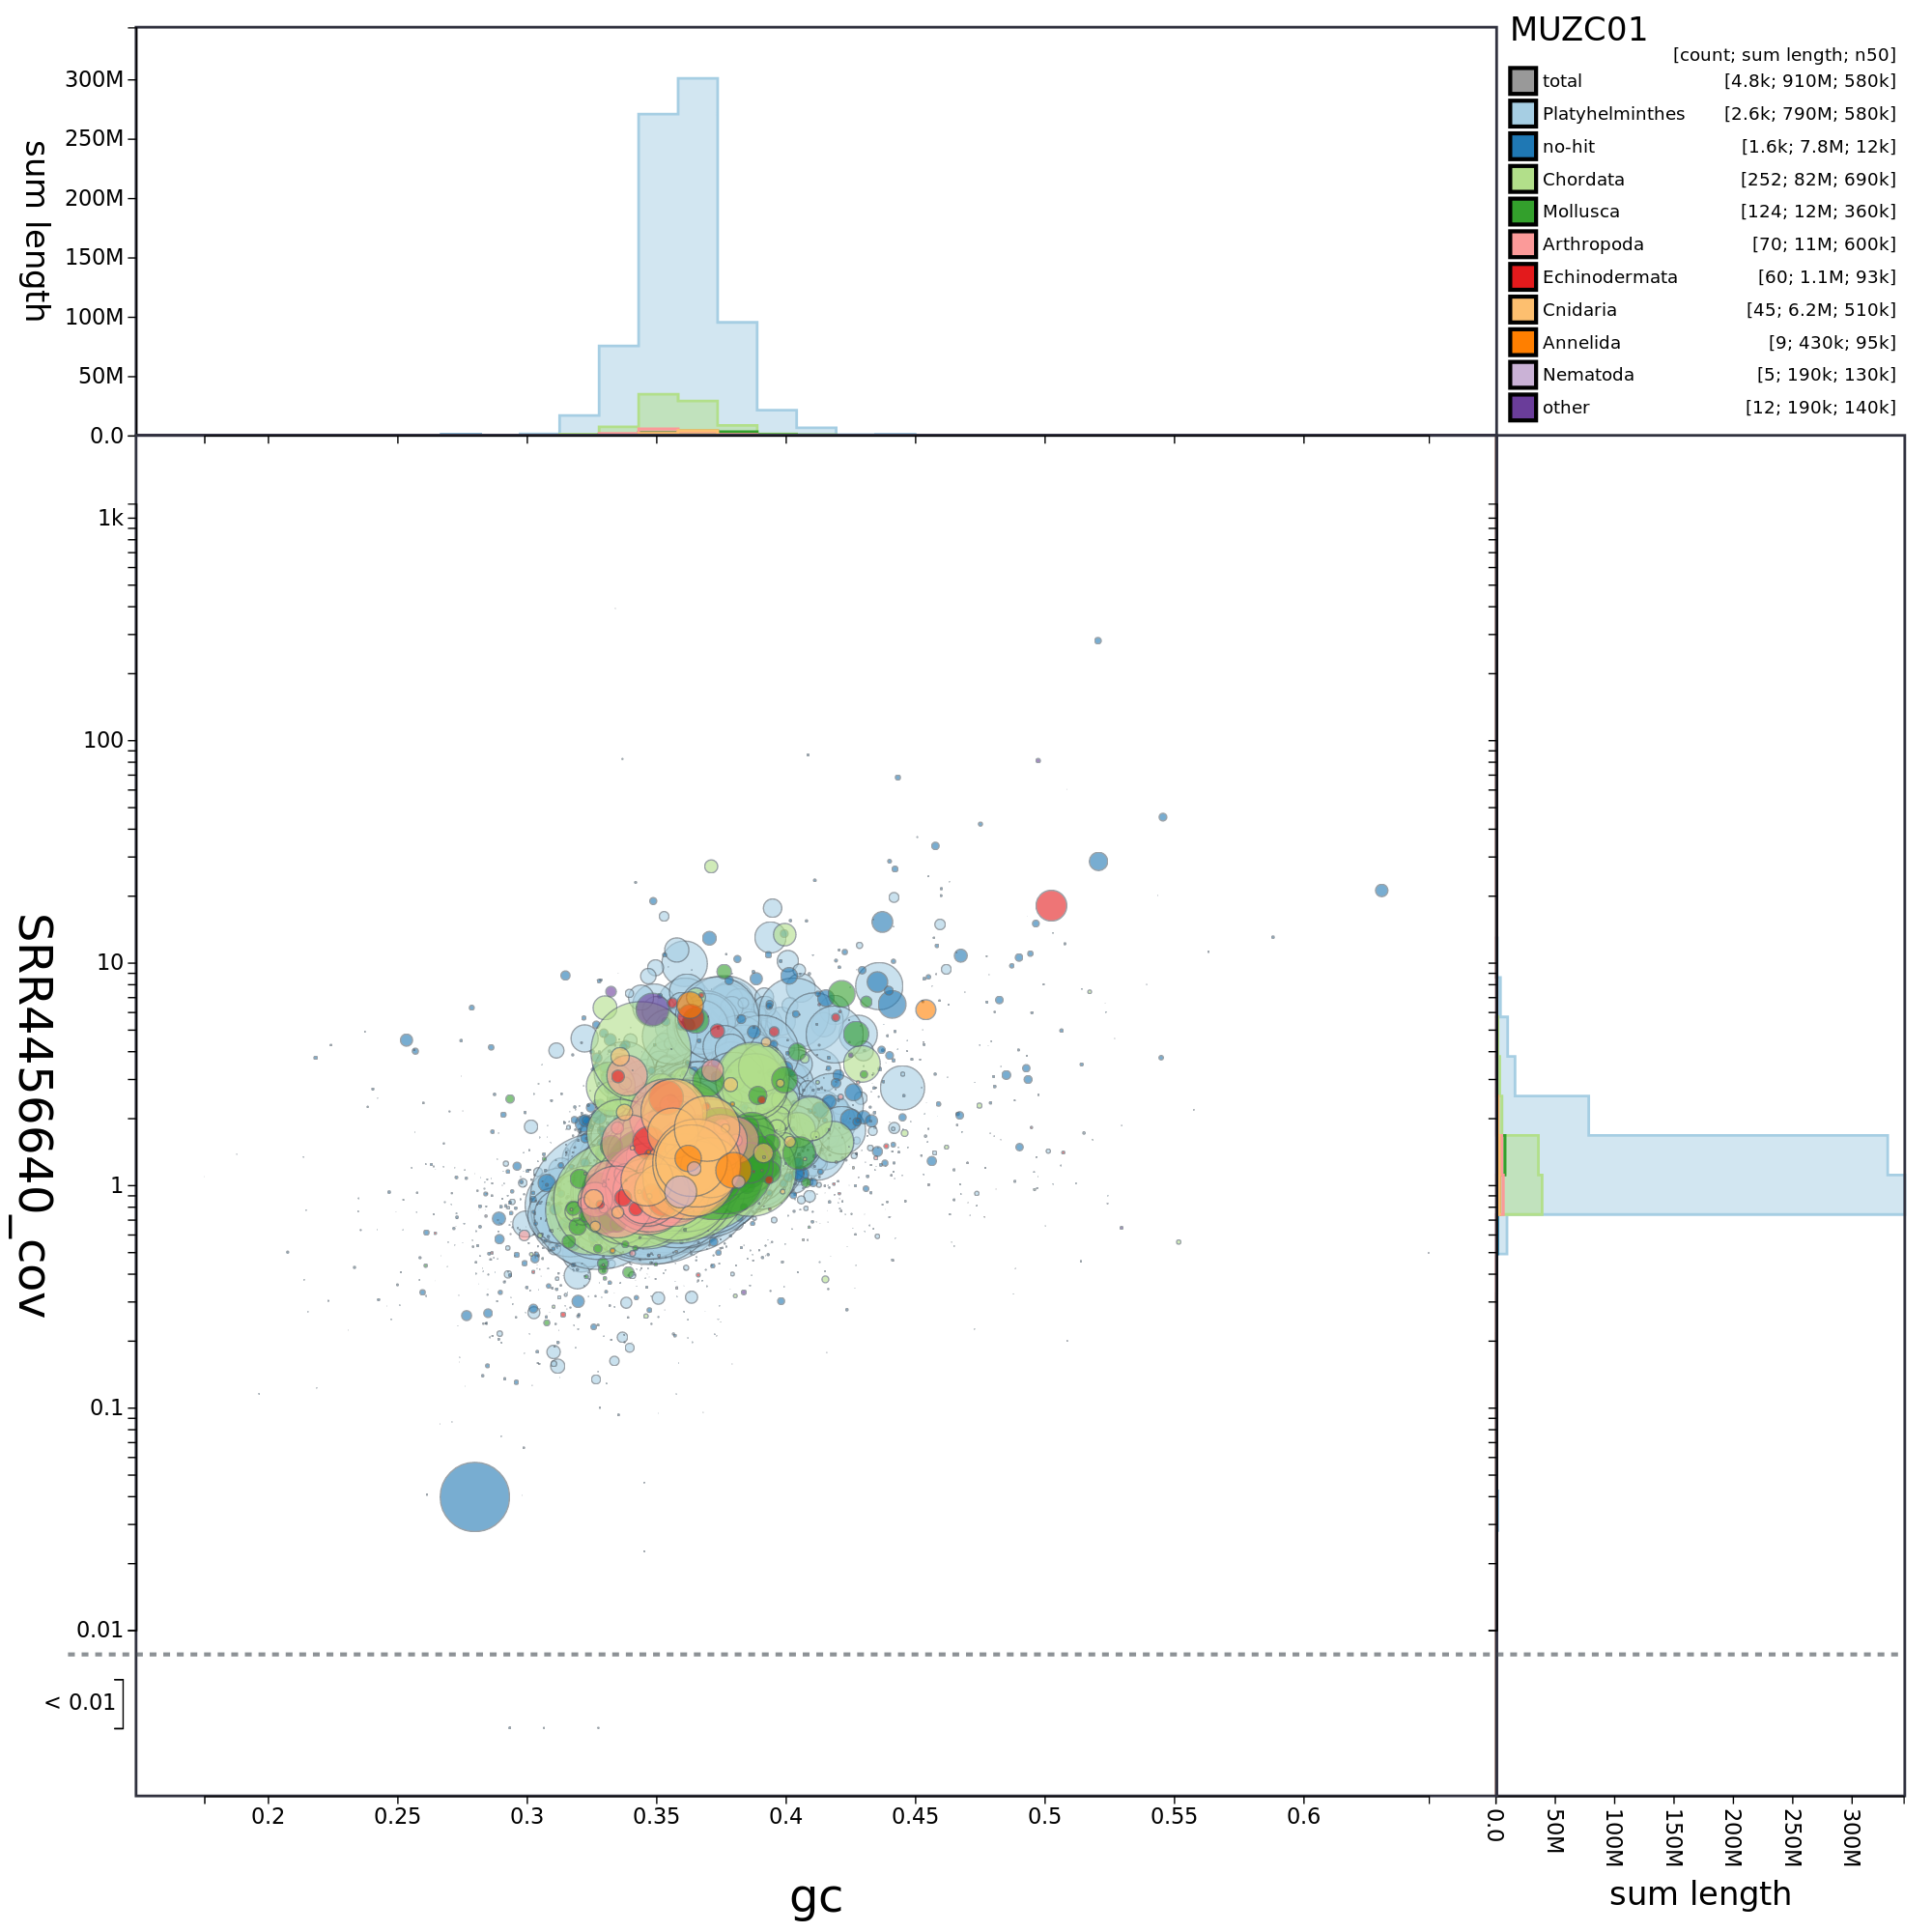 MUZC01
[count; sum length; n50]
total [4.8k; 910M; 580k]
Platyhelminthes [2.6k; 790M; 580k]
no-hit [1.6k; 7.8M; 12k]
Chordata [252; 82M; 690k]
Mollusca [124; 12M; 360k]
Arthropoda [70; 11M; 600k]
Echinodermata [60; 1.1M; 93k]
Cnidaria [45; 6.2M; 510k]
Annelida [9; 430k; 95k]
Nematoda [5; 190k; 130k]
other [12; 190k; 140k]
sum length
300M
250M
200M
150M
100M
50M
0.0
SRR4445640_cov
1k
100
10
1
0.1
0.01
< 0.01
0.2 0.25 0.3 0.35 0.4 0.45 0.5 0.55 0.6
gc
0.0 50M 100M 150M 200M 250M 300M
sum length